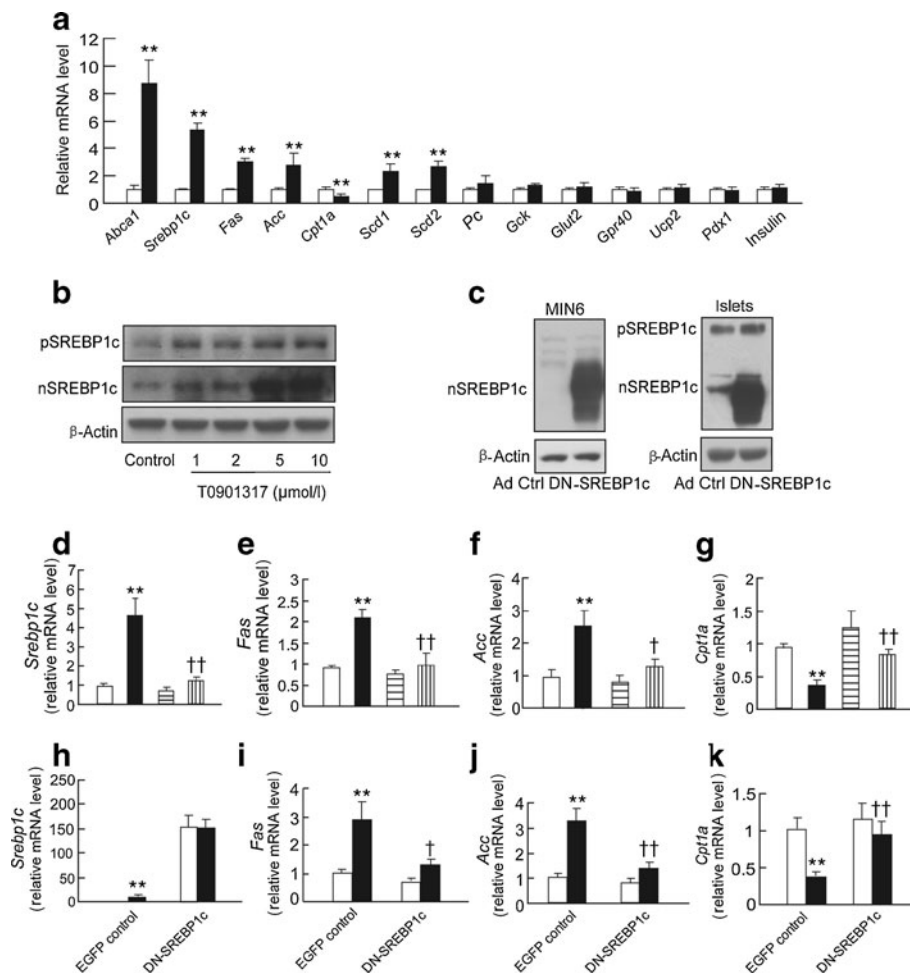 a
Relative mRNA level
12
10
8
6
4
2
0
** ** ** ** ** ** **
Abca1 Srebp1c Fas Acc Cpt1a Scd1 Scd2 Pc Gck Glut2 Gpr40 Ucp2 Pdx1 Insulin
b
pSREBP1c
nSREBP1c
β-Actin
Control 1 2 5 10
T0901317 (μmol/l)
c
MIN6 Islets
pSREBP1c
nSREBP1c nSREBP1c
β-Actin β-Actin
Ad Ctrl DN-SREBP1c Ad Ctrl DN-SREBP1c
d
Srebp1c
(relative mRNA level)
7
6
5
4
3
2
1
0
**
††
e
Fas
(relative mRNA level)
3
2.5
2
1.5
1
0.5
0
**
††
f
Acc
(relative mRNA level)
4
3
2
1
0
**
†
g
Cpt1a
(relative mRNA level)
2
1.5
1
0.5
0
**
††
h
Srebp1c
(relative mRNA level)
250
200
150
100
50
0
**
EGFP control DN-SREBP1c
i
Fas
(relative mRNA level)
4
3
2
1
0
**
†
EGFP control DN-SREBP1c
j
Acc
(relative mRNA level)
4
3
2
1
0
**
††
EGFP control DN-SREBP1c
k
Cpt1a
(relative mRNA level)
1.5
1
0.5
0
**
††
EGFP control DN-SREBP1c